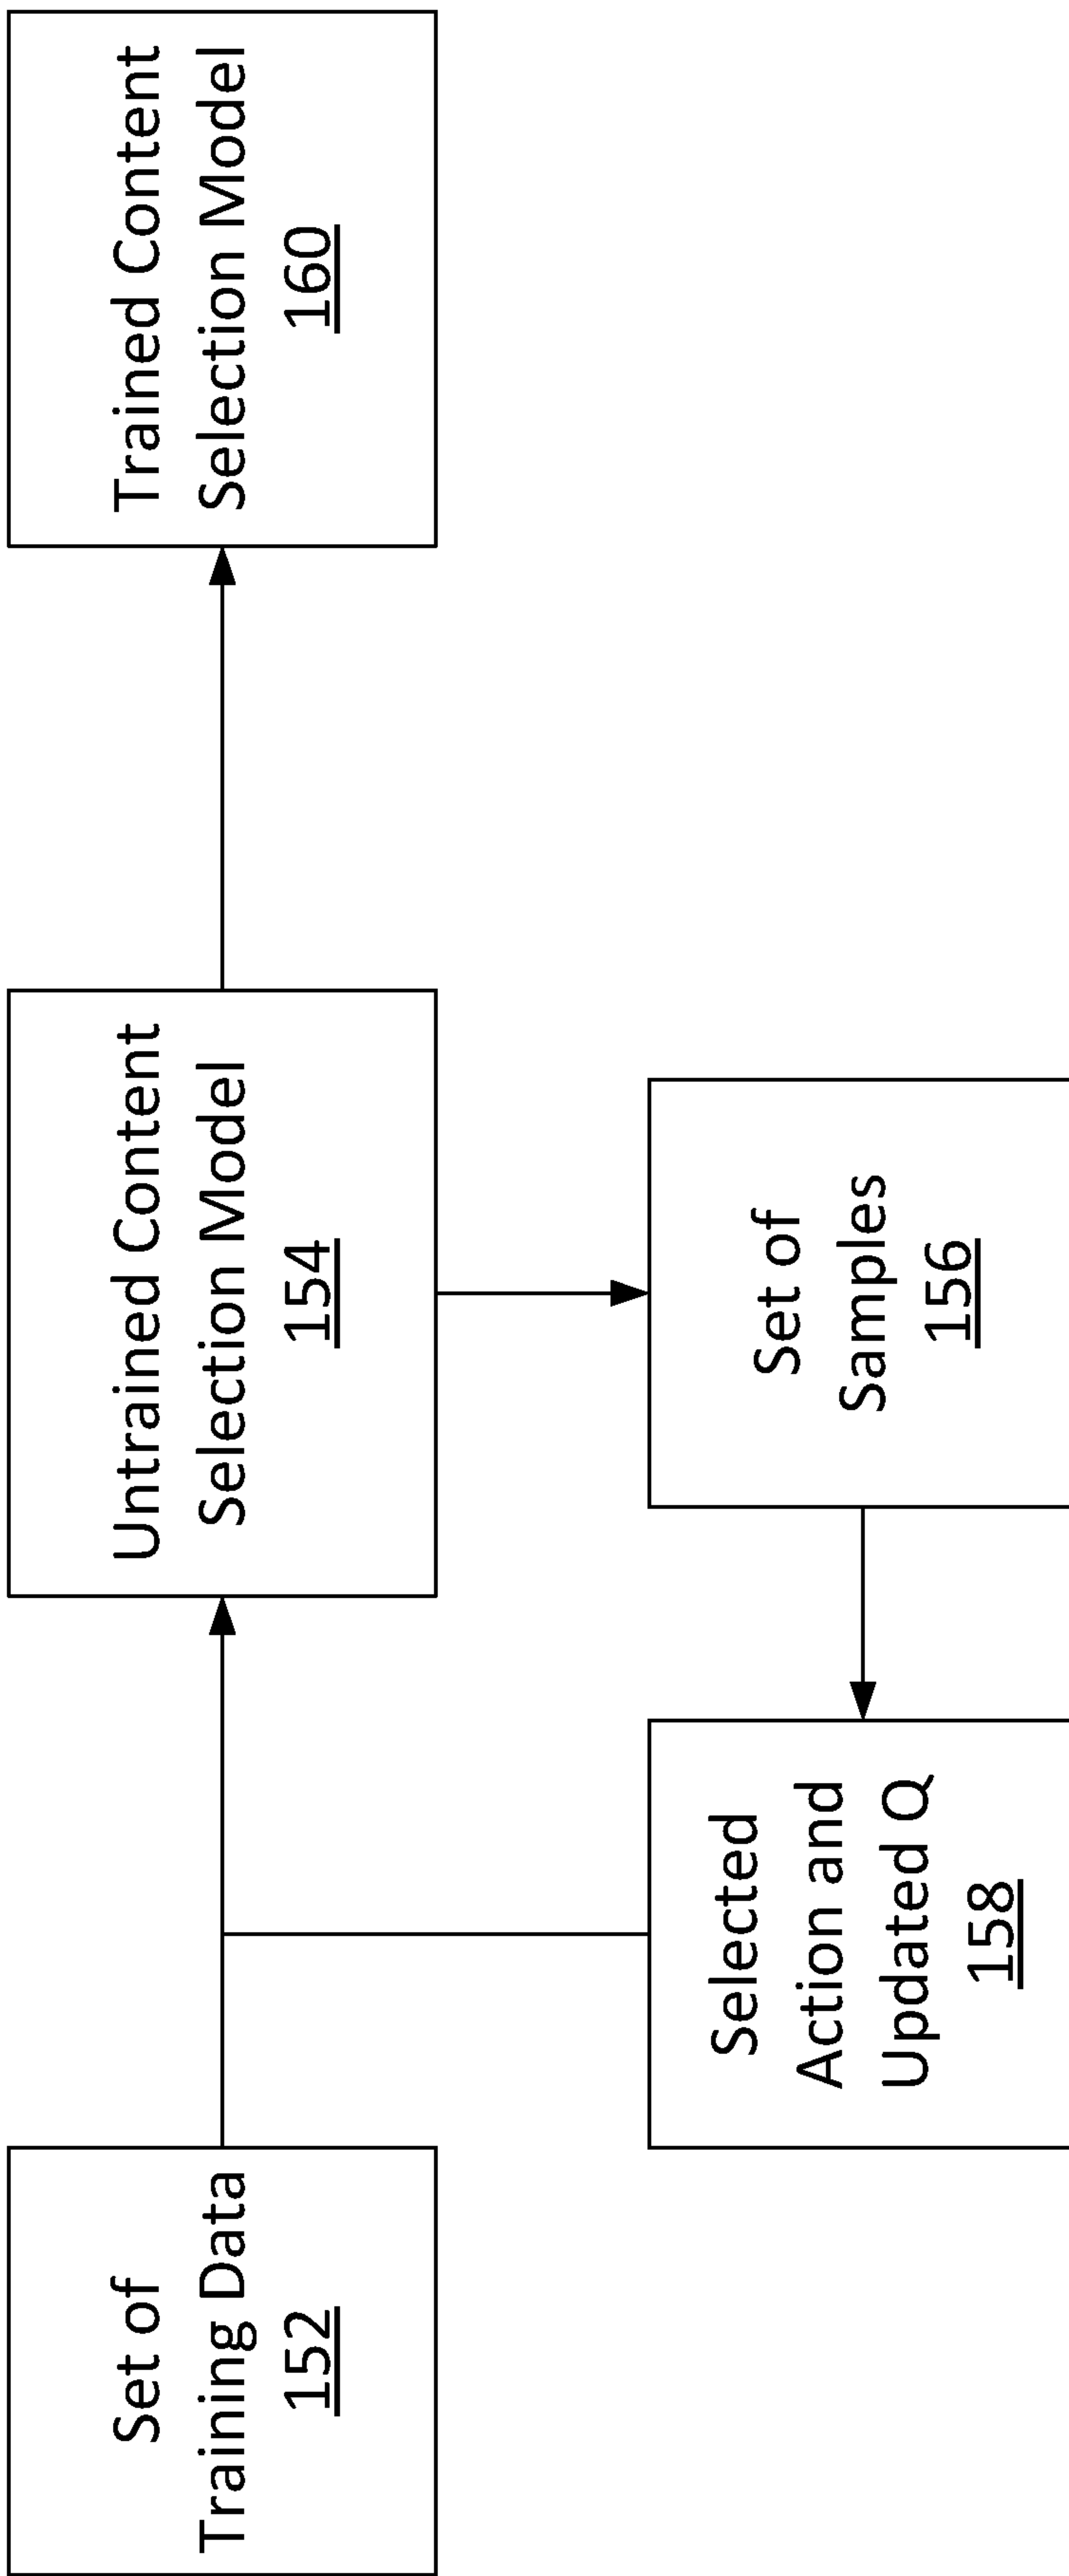 Set of
Training Data
152
Untrained Content
Selection Model
154
Trained Content
Selection Model
160
Selected
Action and
Updated Q
158
Set of
Samples
156